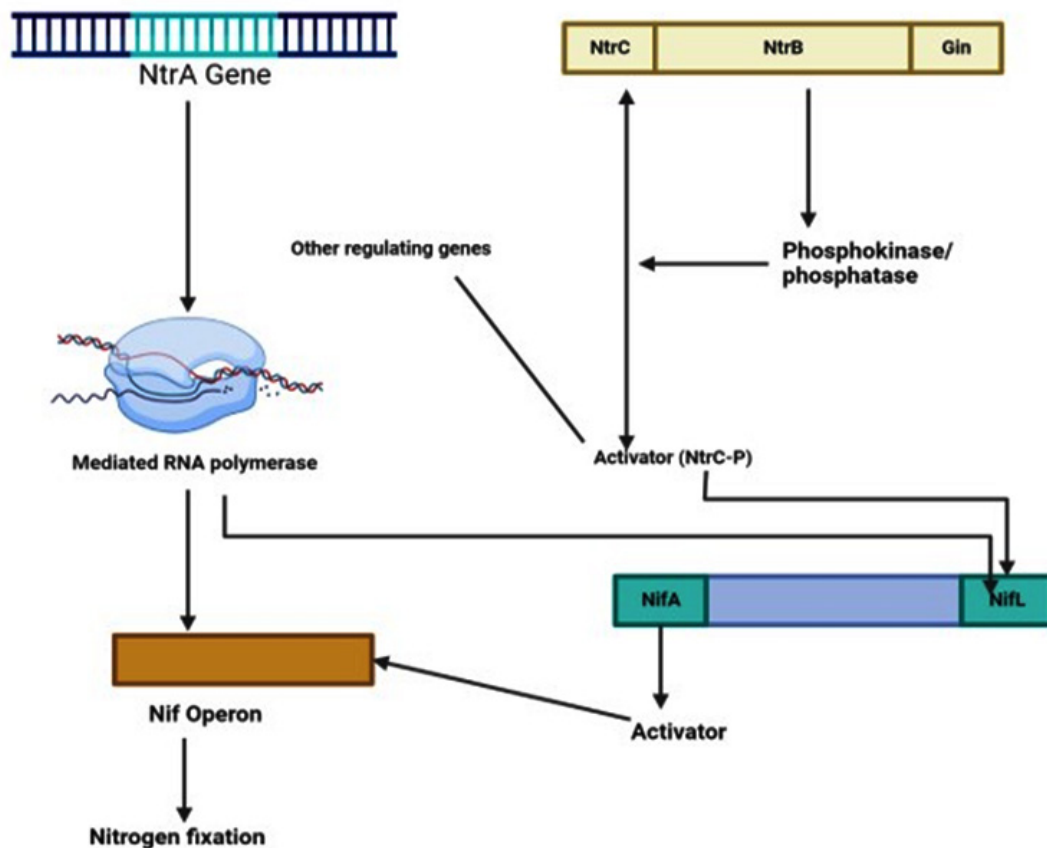 NtrC NtrB Gin
NtrA Gene
Other regulating genes
Phosphokinase/
phosphatase
Mediated RNA polymerase
Activator (NtrC-P)
NifA NifL
Nif Operon
Activator
Nitrogen fixation